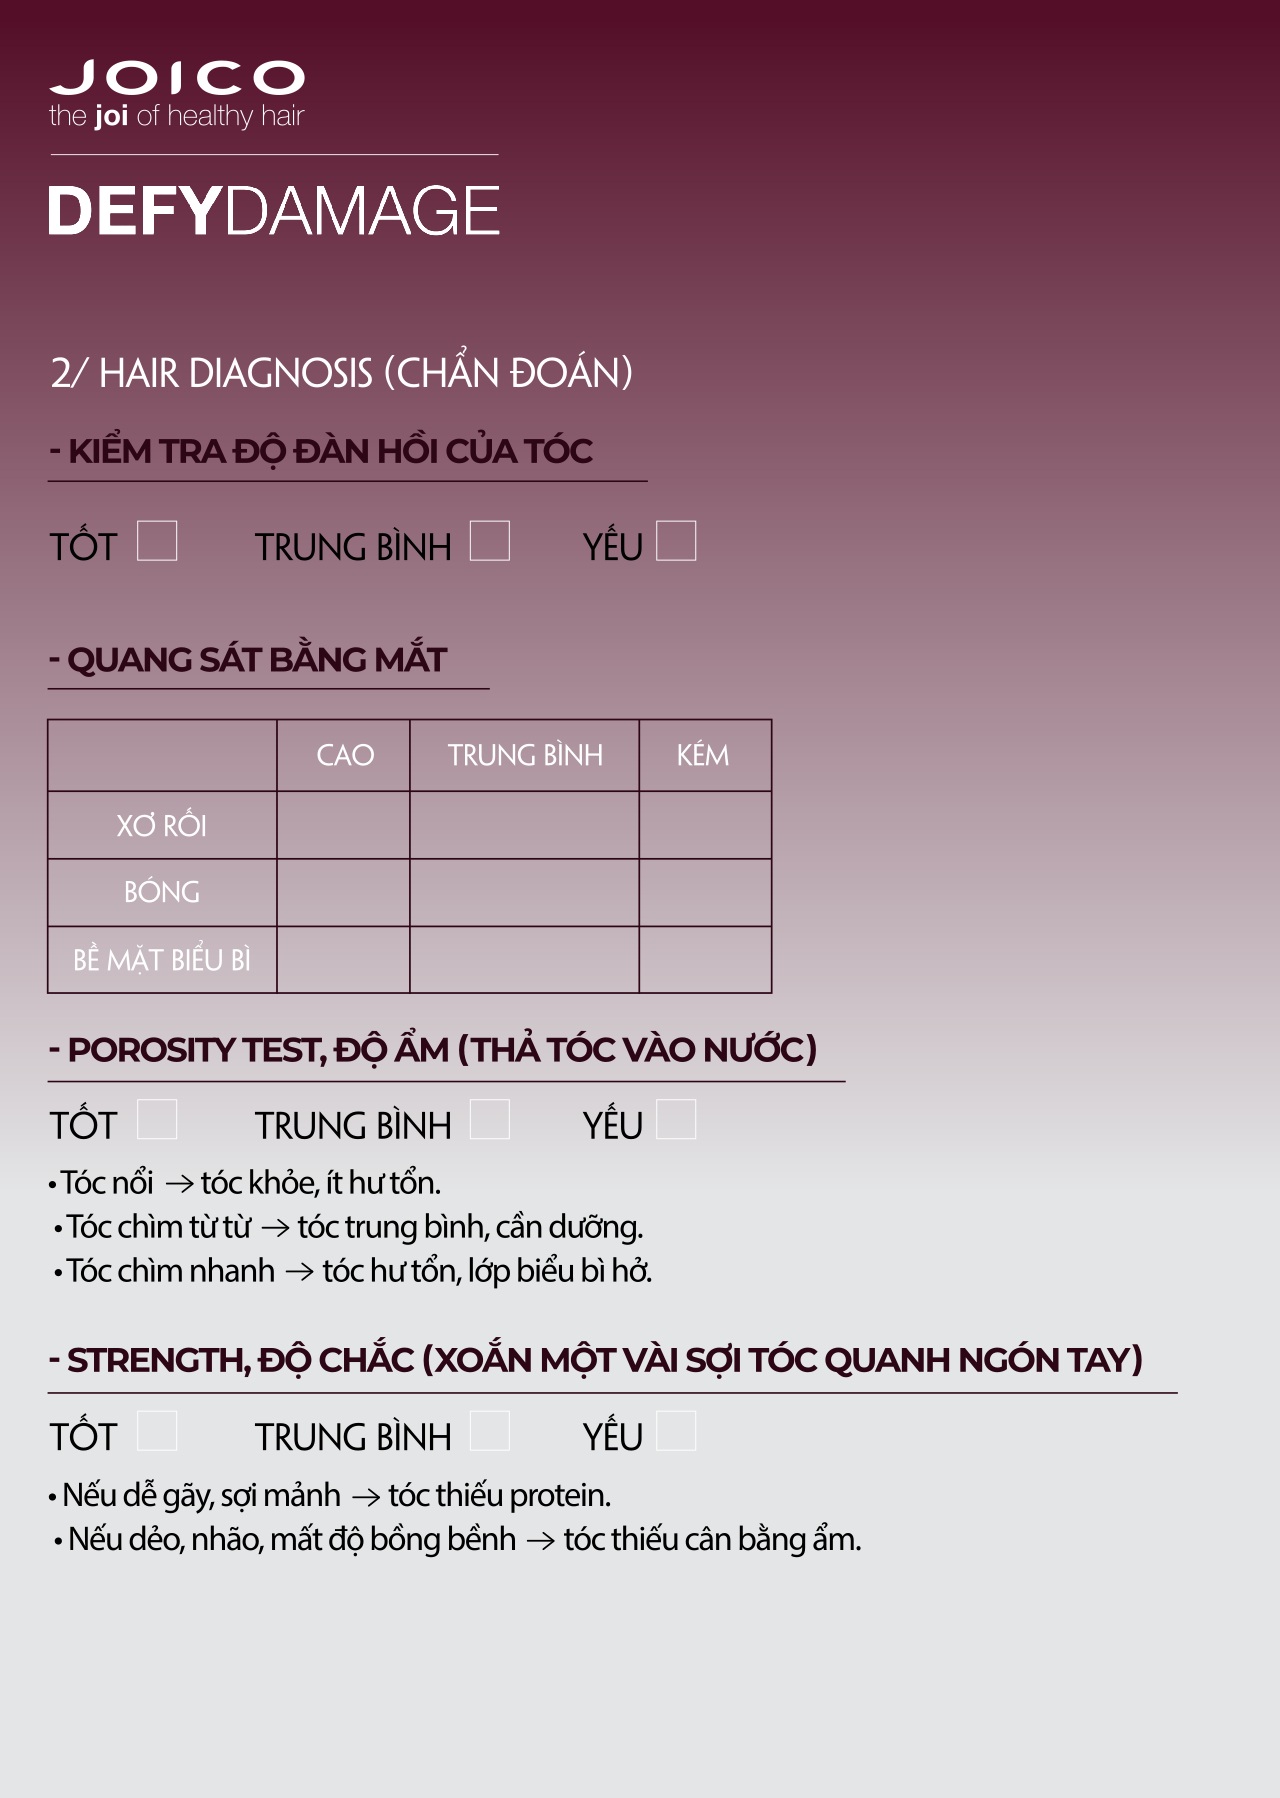 JOICO
the joi of healthy hair
DEFYDAMAGE
2/ HAIR DIAGNOSIS (CHẨN ĐOÁN)
- KIỂM TRA ĐỘ ĐÀN HỒI CỦA TÓC
TỐT TRUNG BÌNH YẾU
- QUANG SÁT BẰNG MẮT
CAO TRUNG BÌNH KÉM
XƠ RỐI
BÓNG
BỀ MẶT BIỂU BÌ
- POROSITY TEST, ĐỘ ẨM (THẢ TÓC VÀO NƯỚC)
TỐT TRUNG BÌNH YẾU
• Tóc nổi → tóc khỏe, ít hư tổn.
• Tóc chìm từ từ → tóc trung bình, cần dưỡng.
• Tóc chìm nhanh → tóc hư tổn, lớp biểu bì hở.
- STRENGTH, ĐỘ CHẮC (XOẮN MỘT VÀI SỢI TÓC QUANH NGÓN TAY)
TỐT TRUNG BÌNH YẾU
• Nếu dễ gãy, sợi mảnh → tóc thiếu protein.
• Nếu dẻo, nhão, mất độ bồng bềnh → tóc thiếu cân bằng ẩm.